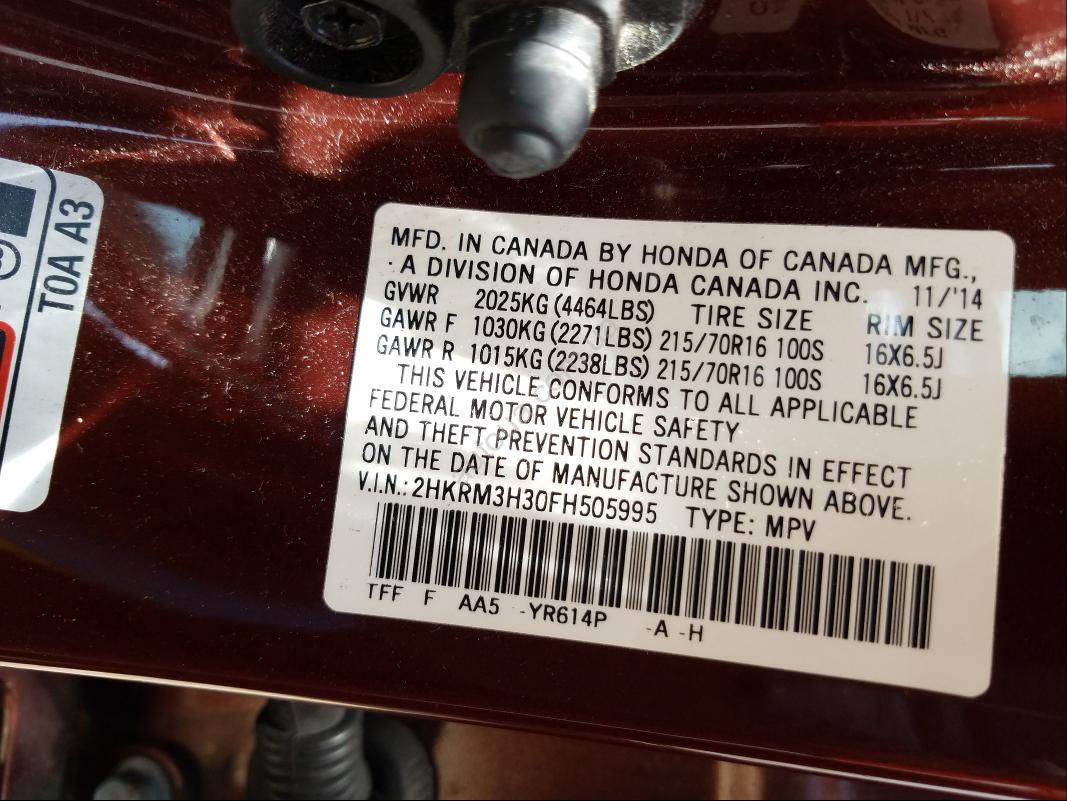 TOA A3
MFD. IN CANADA BY HONDA OF CANADA MFG.,
A DIVISION OF HONDA CANADA INC. 11/'14
GVWR 2025KG (4464LBS) TIRE SIZE RIM SIZE
GAWR F 1030KG (2271LBS) 215/70R16 100S 16X6.5J
GAWR R 1015KG (2238LBS) 215/70R16 100S 16X6.5J
THIS VEHICLE CONFORMS TO ALL APPLICABLE
FEDERAL MOTOR VEHICLE SAFETY
AND THEFT PREVENTION STANDARDS IN EFFECT
ON THE DATE OF MANUFACTURE SHOWN ABOVE.
V.I.N.: 2HKRM3H30FH505995 TYPE: MPV
TFF F AA5 -YR614P -A -H